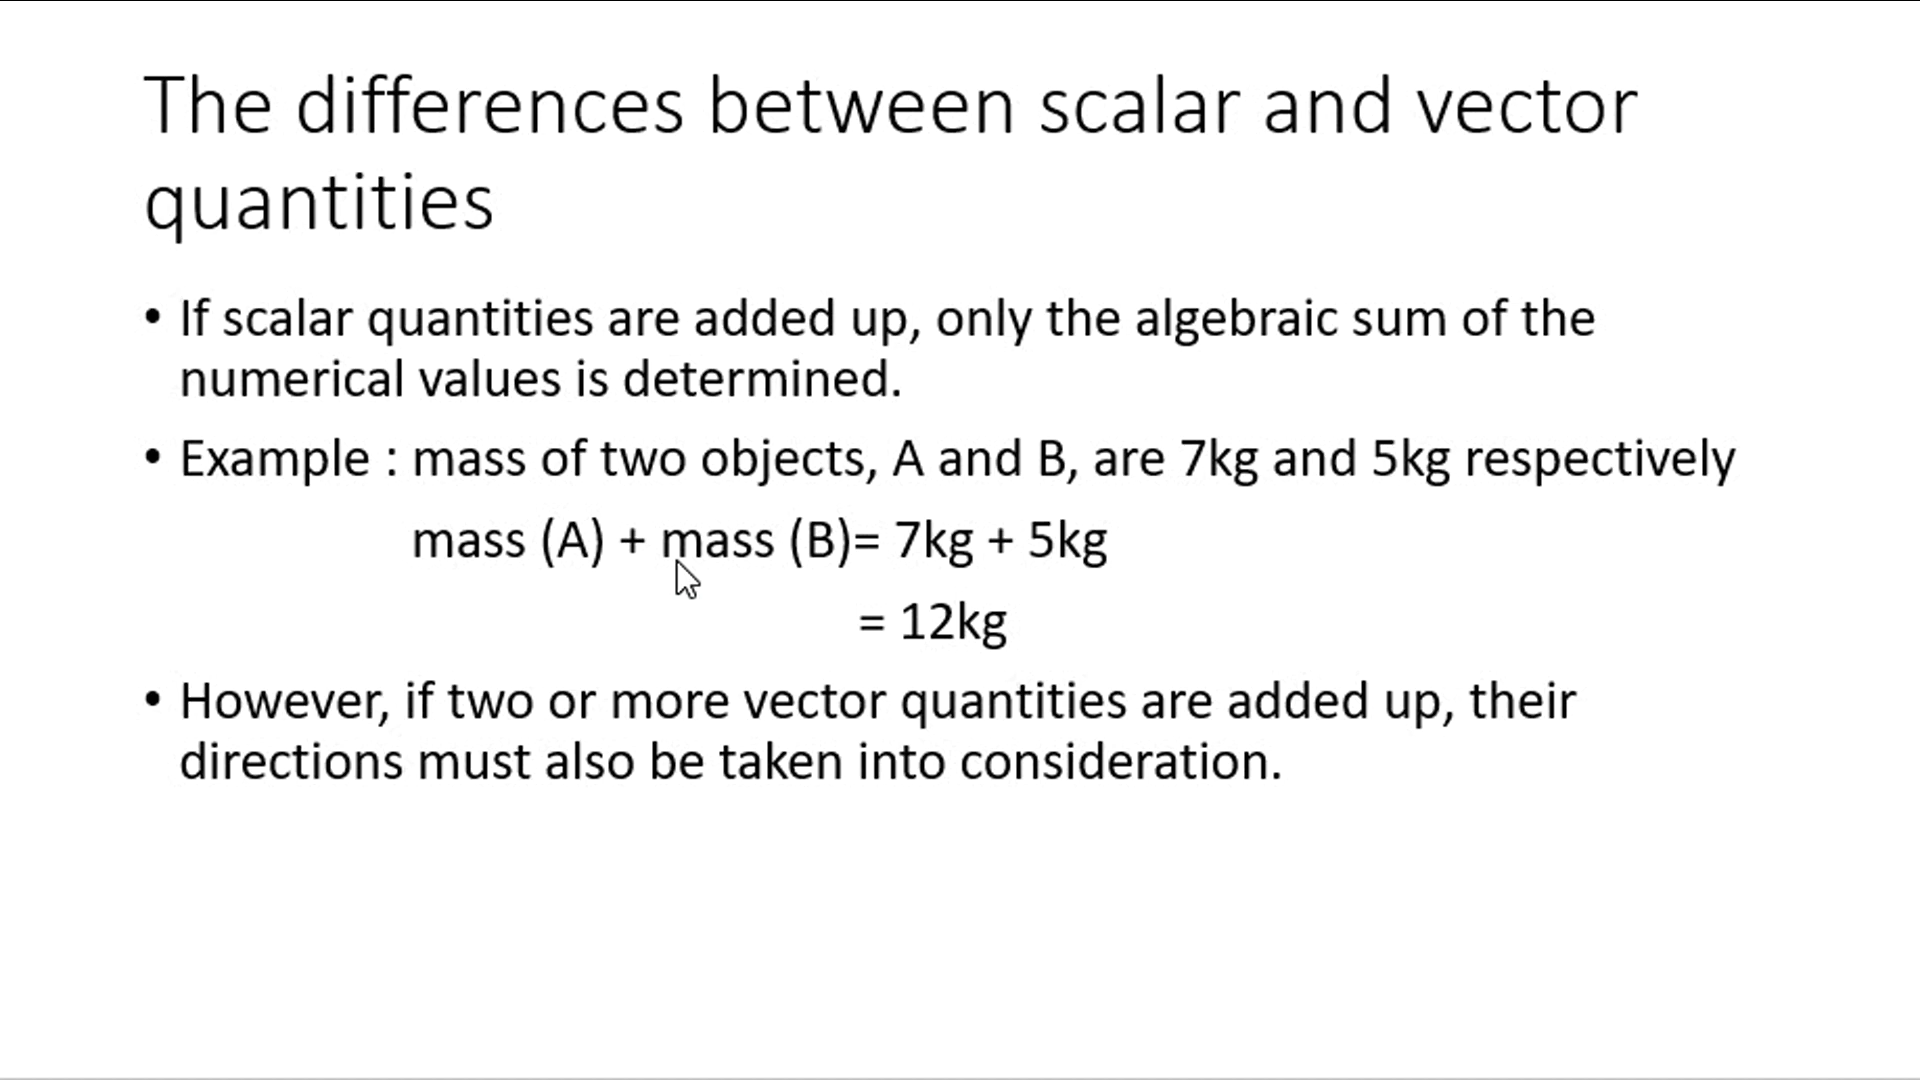 The differences between scalar and vector
quantities
• If scalar quantities are added up, only the algebraic sum of the
numerical values is determined.
• Example : mass of two objects, A and B, are 7kg and 5kg respectively
mass (A) + mass (B)= 7kg + 5kg
= 12kg
• However, if two or more vector quantities are added up, their
directions must also be taken into consideration.